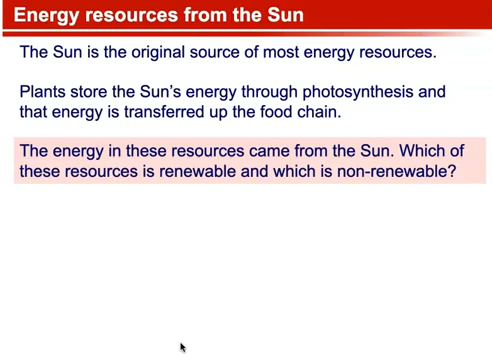 Energy resources from the Sun
The Sun is the original source of most energy resources.
Plants store the Sun's energy through photosynthesis and
that energy is transferred up the food chain.
The energy in these resources came from the Sun. Which of
these resources is renewable and which is non-renewable?